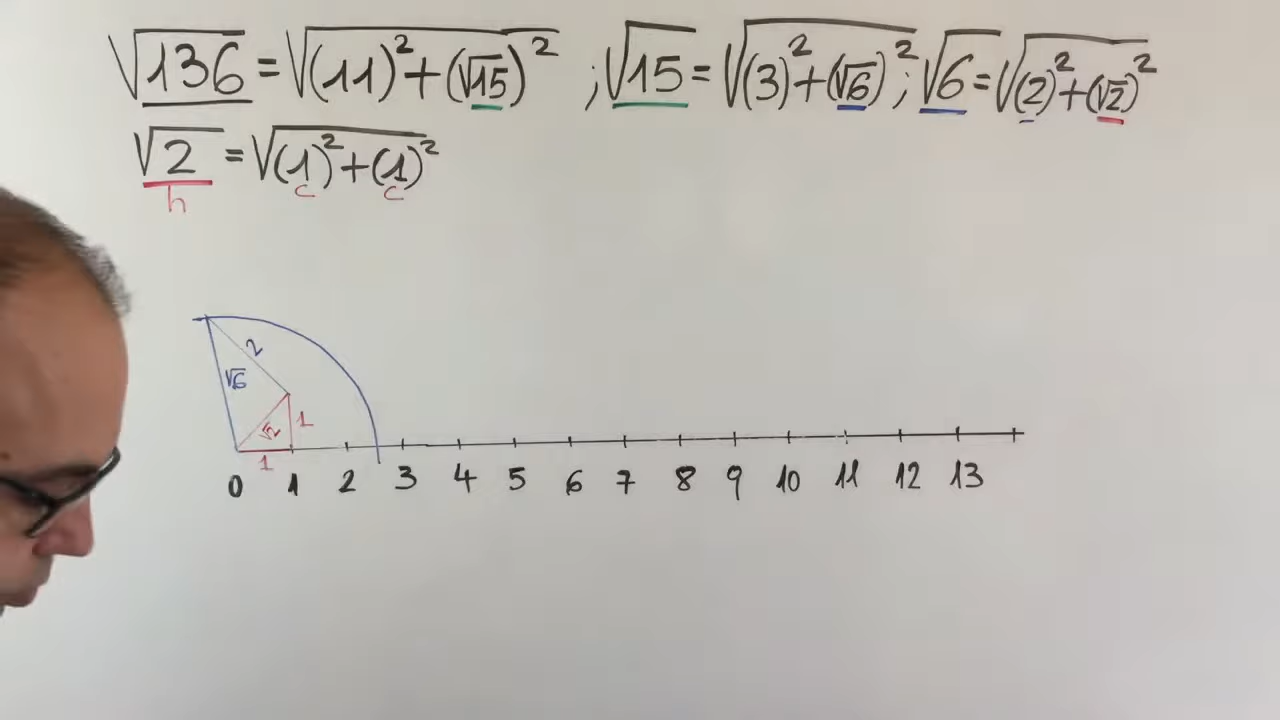 √136 = √(11)²+(√15)² ; √15 = √(3)²+(√6)² ; √6 = √(2)²+(√2)²
√2 = √(1)²+(1)²
h c c
2
√6
√2 1
1
0 1 2 3 4 5 6 7 8 9 10 11 12 13